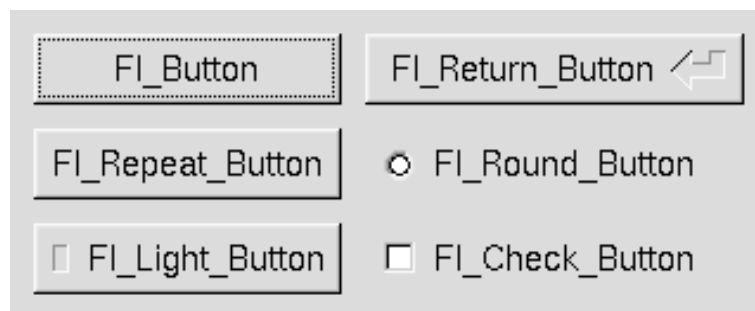 Fl_Button
Fl_Return_Button
Fl_Repeat_Button
Fl_Round_Button
Fl_Light_Button
Fl_Check_Button